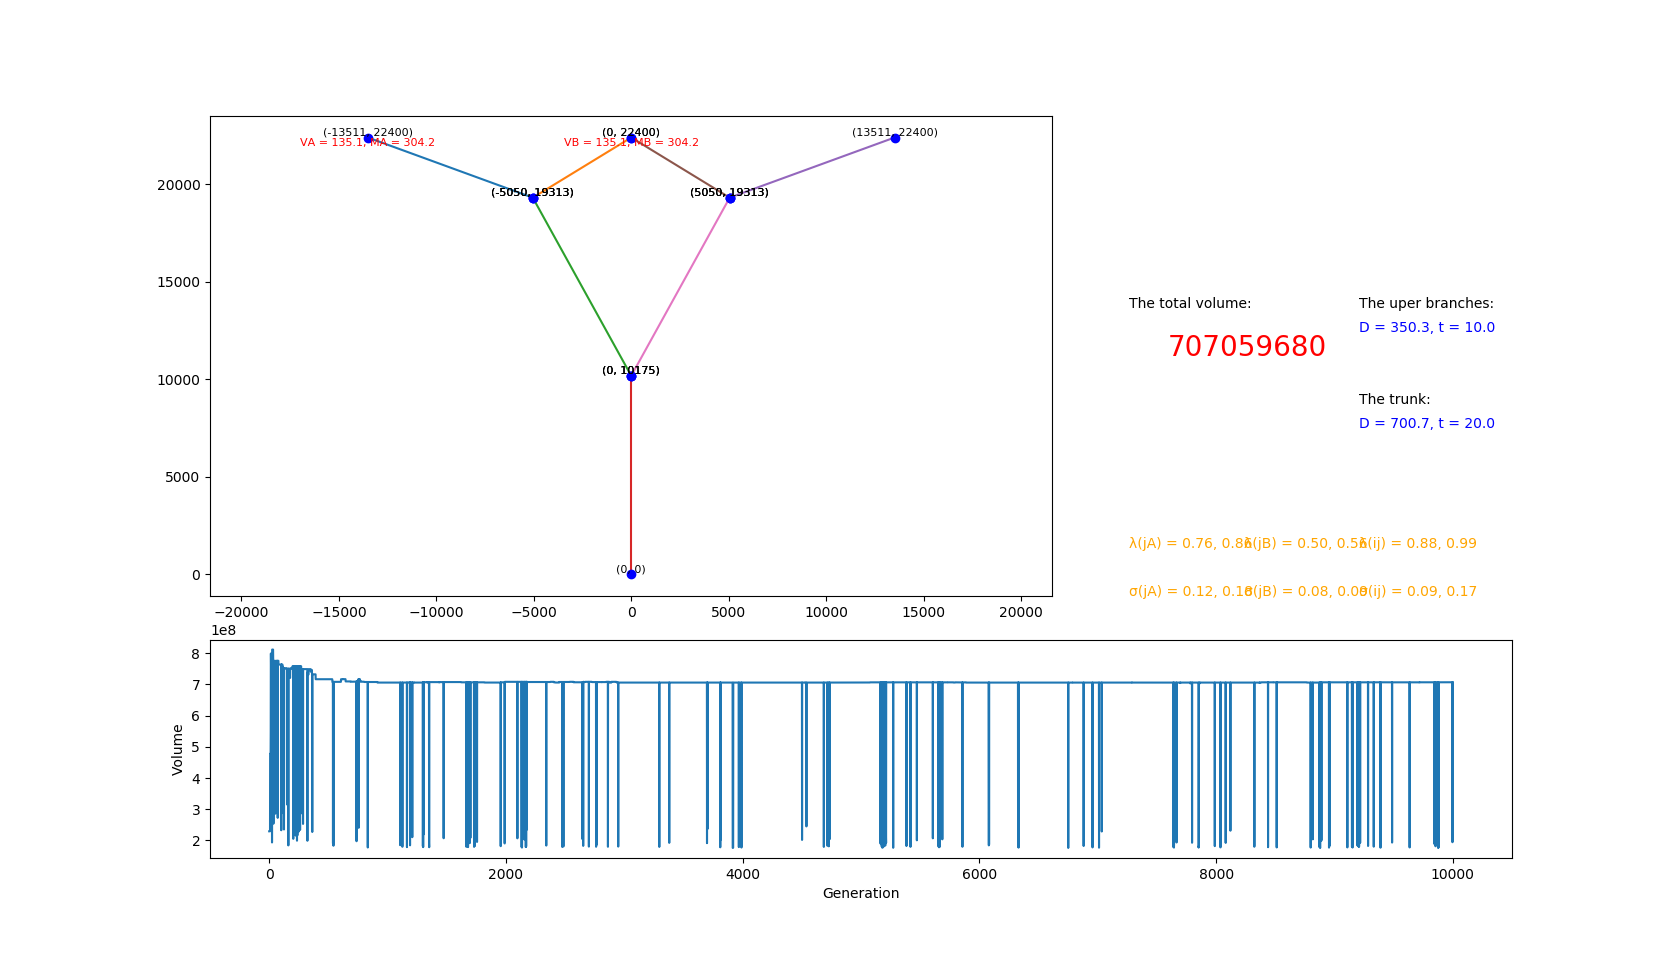 (-13511, 22400)
(0, 22400)
(13511, 22400)
VA = 135.1, MA = 304.2
VB = 135.1, MB = 304.2
(-5050, 19313)
(5050, 19313)
20000
15000
10000
5000
0
(0, 10175)
(0, 0)
−20000 −15000 −10000 −5000 0 5000 10000 15000 20000
The total volume:
707059680
The uper branches:
D = 350.3, t = 10.0
The trunk:
D = 700.7, t = 20.0
λ(jA) = 0.76, 0.86 λ(jB) = 0.50, 0.56 λ(ij) = 0.88, 0.99
σ(jA) = 0.12, 0.18 σ(jB) = 0.08, 0.09 σ(ij) = 0.09, 0.17
1e8
8
7
6
5
4
3
2
Volume
0 2000 4000 6000 8000 10000
Generation